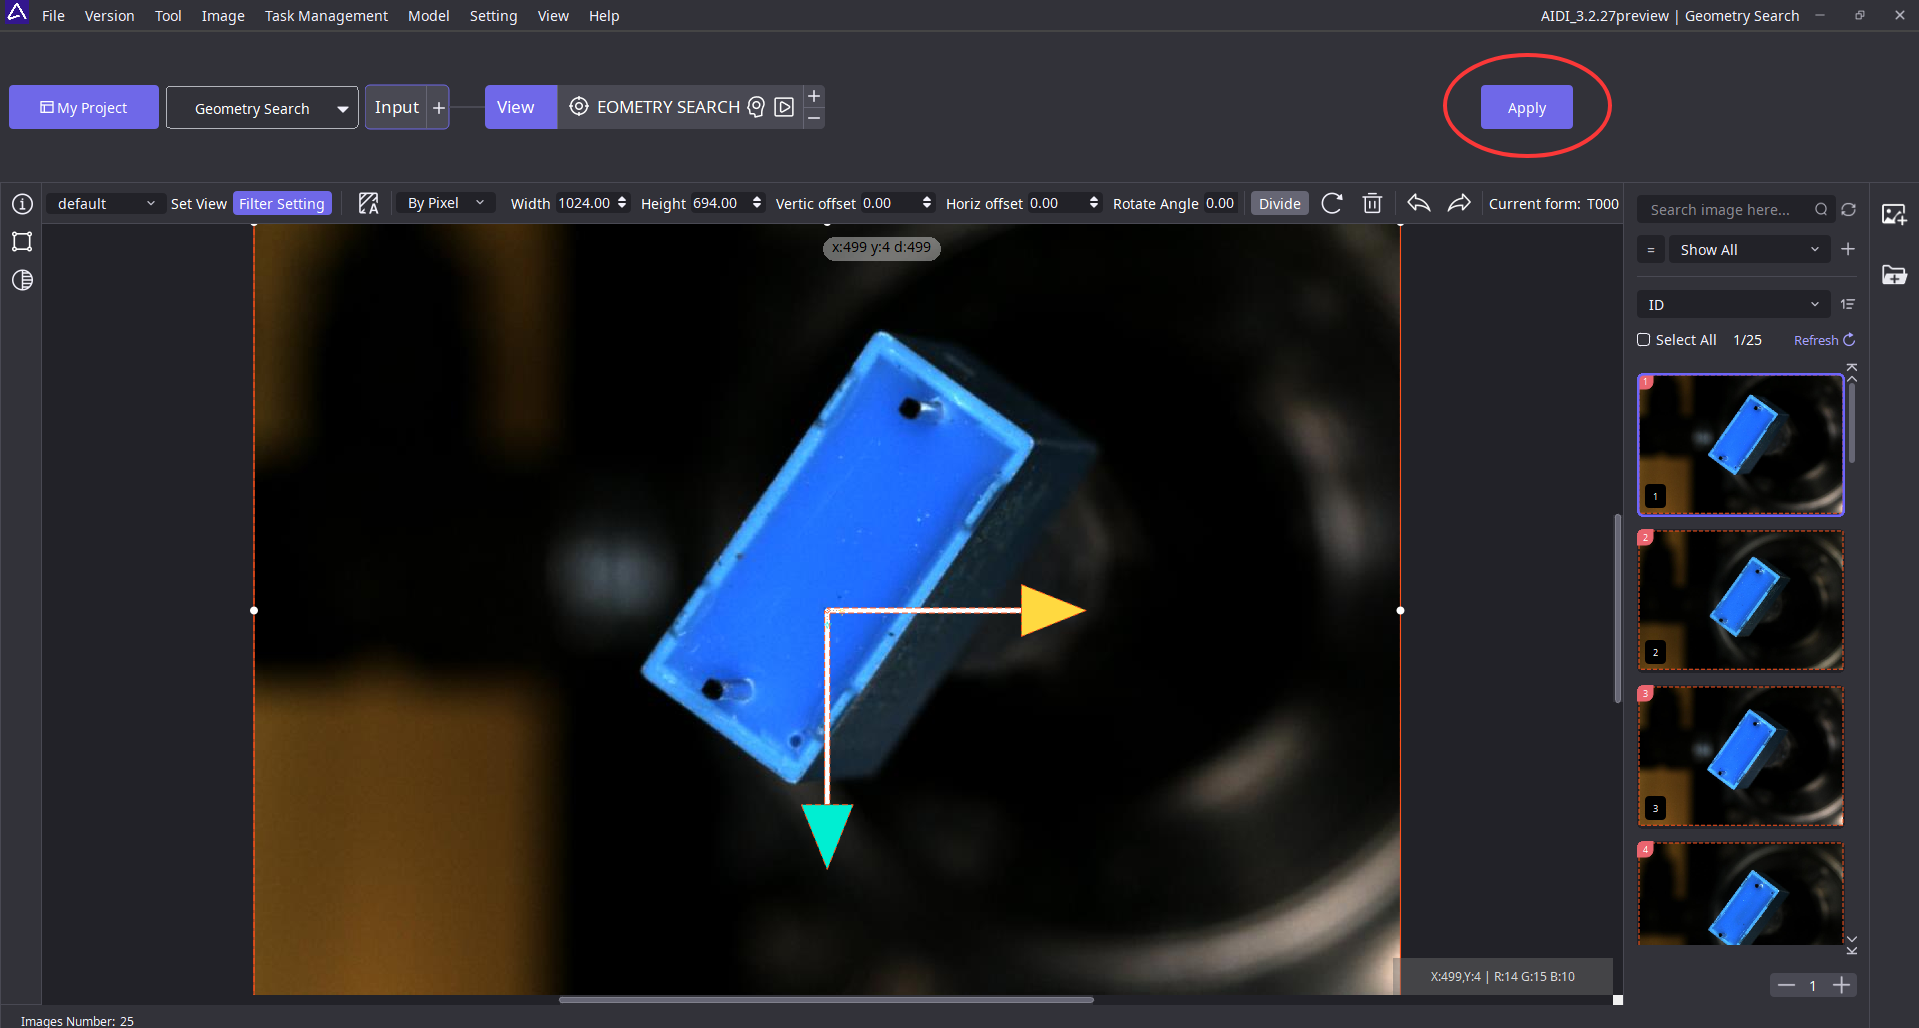 File Version Tool Image Task Management Model Setting View Help AIDI_3.2.27preview | Geometry Search
My Project Geometry Search Input + View EOMETRY SEARCH + −
Apply
default Set View Filter Setting By Pixel Width 1024.00 Height 694.00 Vertic offset 0.00 Horiz offset 0.00 Rotate Angle 0.00 Divide Current form: T000
x:499 y:4 d:499
X:499,Y:4 | R:14 G:15 B:10
Search image here...
= Show All
ID
Select All 1/25 Refresh
1
1
2
2
3
3
4
1
Images Number: 25